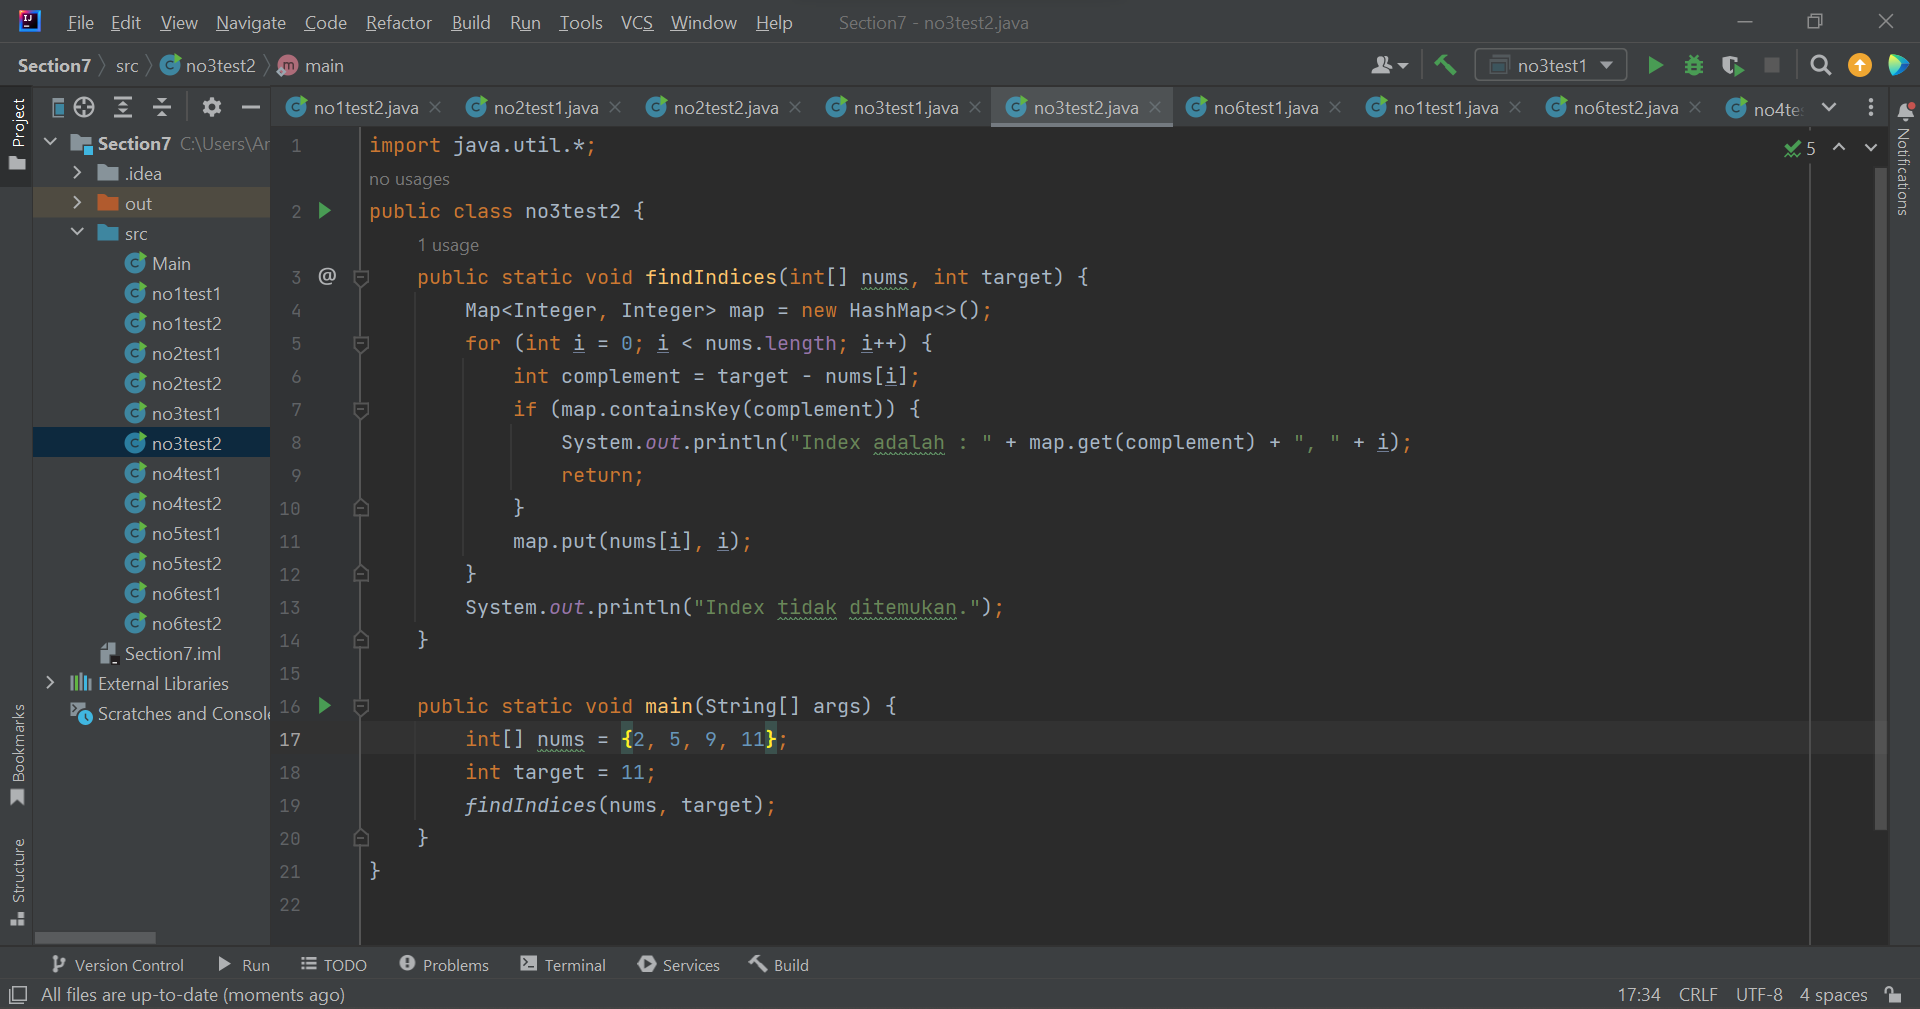 File Edit View Navigate Code Refactor Build Run Tools VCS Window Help Section7 - no3test2.java
Section7 src no3test2 main no3test1
Project
no1test2.java no2test1.java no2test2.java no3test1.java no3test2.java no6test1.java no1test1.java no6test2.java no4te
Section7 C:\Users\Ar
.idea
out
src
Main
no1test1
no1test2
no2test1
no2test2
no3test1
no3test2
no4test1
no4test2
no5test1
no5test2
no6test1
no6test2
Section7.iml
External Libraries
Scratches and Console
Bookmarks
Structure
1 import java.util.*;
no usages
2 public class no3test2 {
1 usage
3 @ public static void findIndices(int[] nums, int target) {
4 Map<Integer, Integer> map = new HashMap<>();
5 for (int i = 0; i < nums.length; i++) {
6 int complement = target - nums[i];
7 if (map.containsKey(complement)) {
8 System.out.println("Index adalah : " + map.get(complement) + ", " + i);
9 return;
10 }
11 map.put(nums[i], i);
12 }
13 System.out.println("Index tidak ditemukan.");
14 }
15
16 public static void main(String[] args) {
17 int[] nums = {2, 5, 9, 11};
18 int target = 11;
19 findIndices(nums, target);
20 }
21 }
22
5
Notifications
Version Control Run TODO Problems Terminal Services Build
All files are up-to-date (moments ago) 17:34 CRLF UTF-8 4 spaces